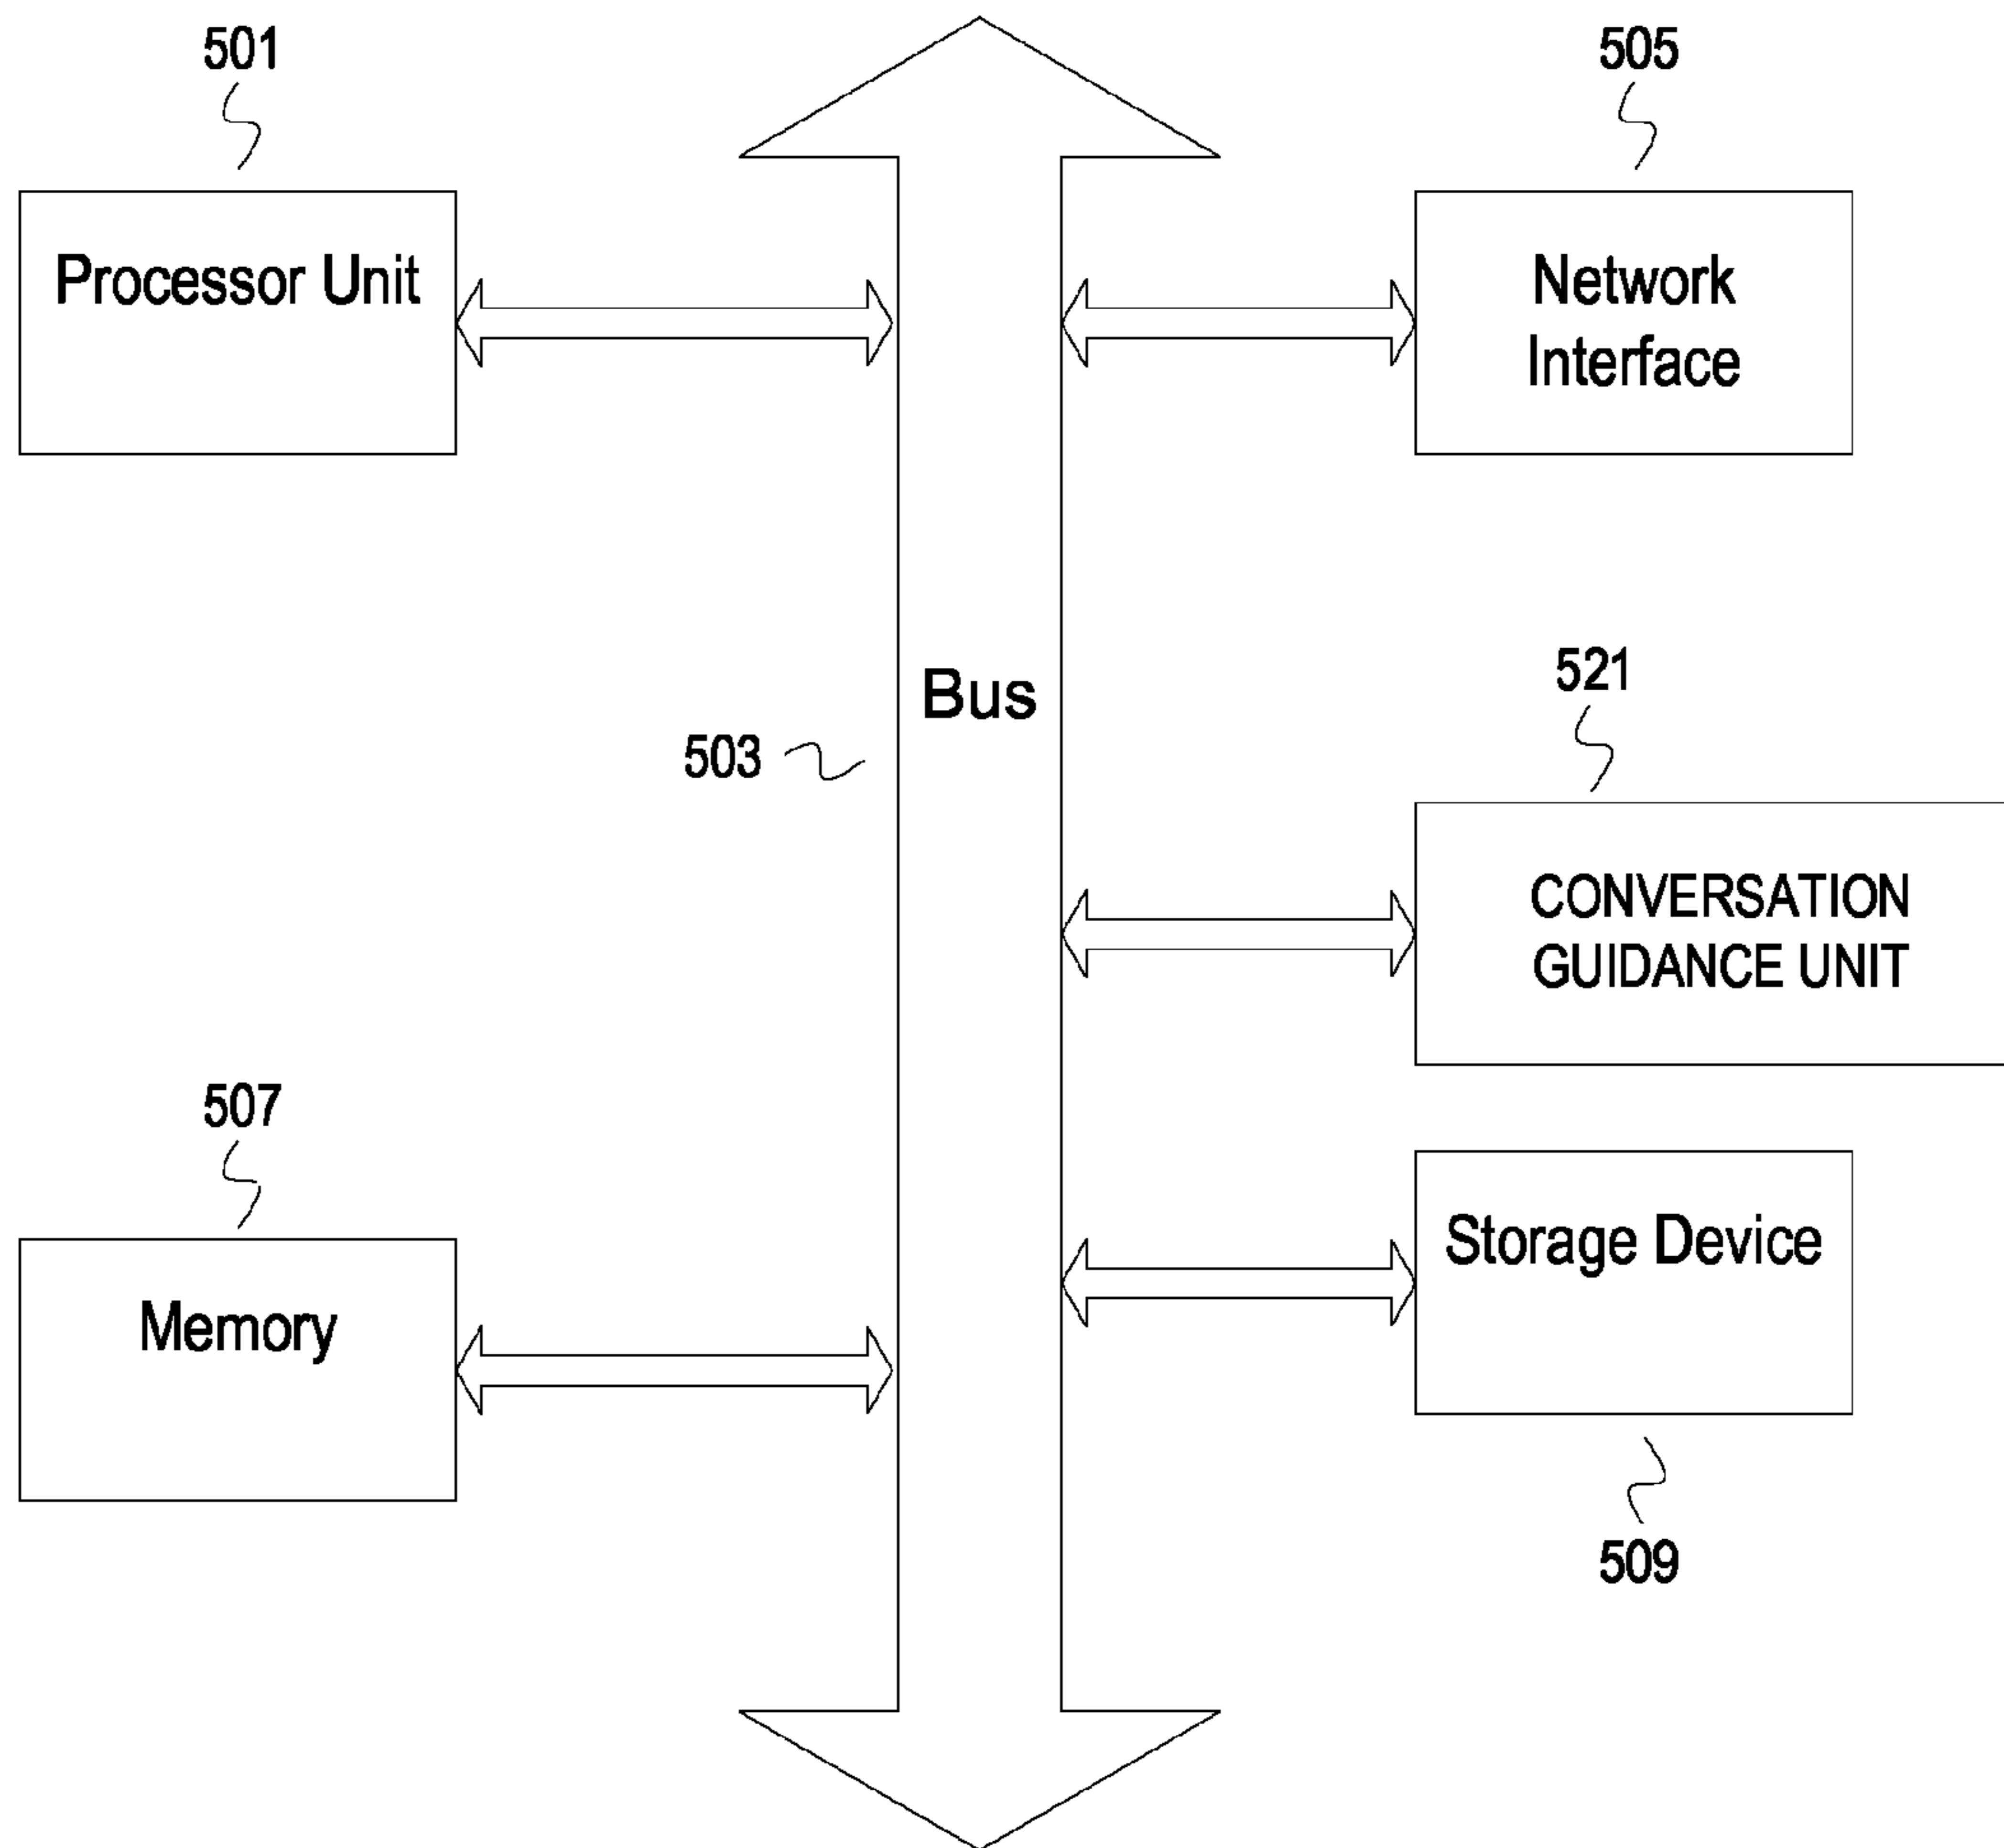 501
Processor Unit
505
Network
Interface
Bus
503
521
CONVERSATION
GUIDANCE UNIT
507
Memory
Storage Device
509